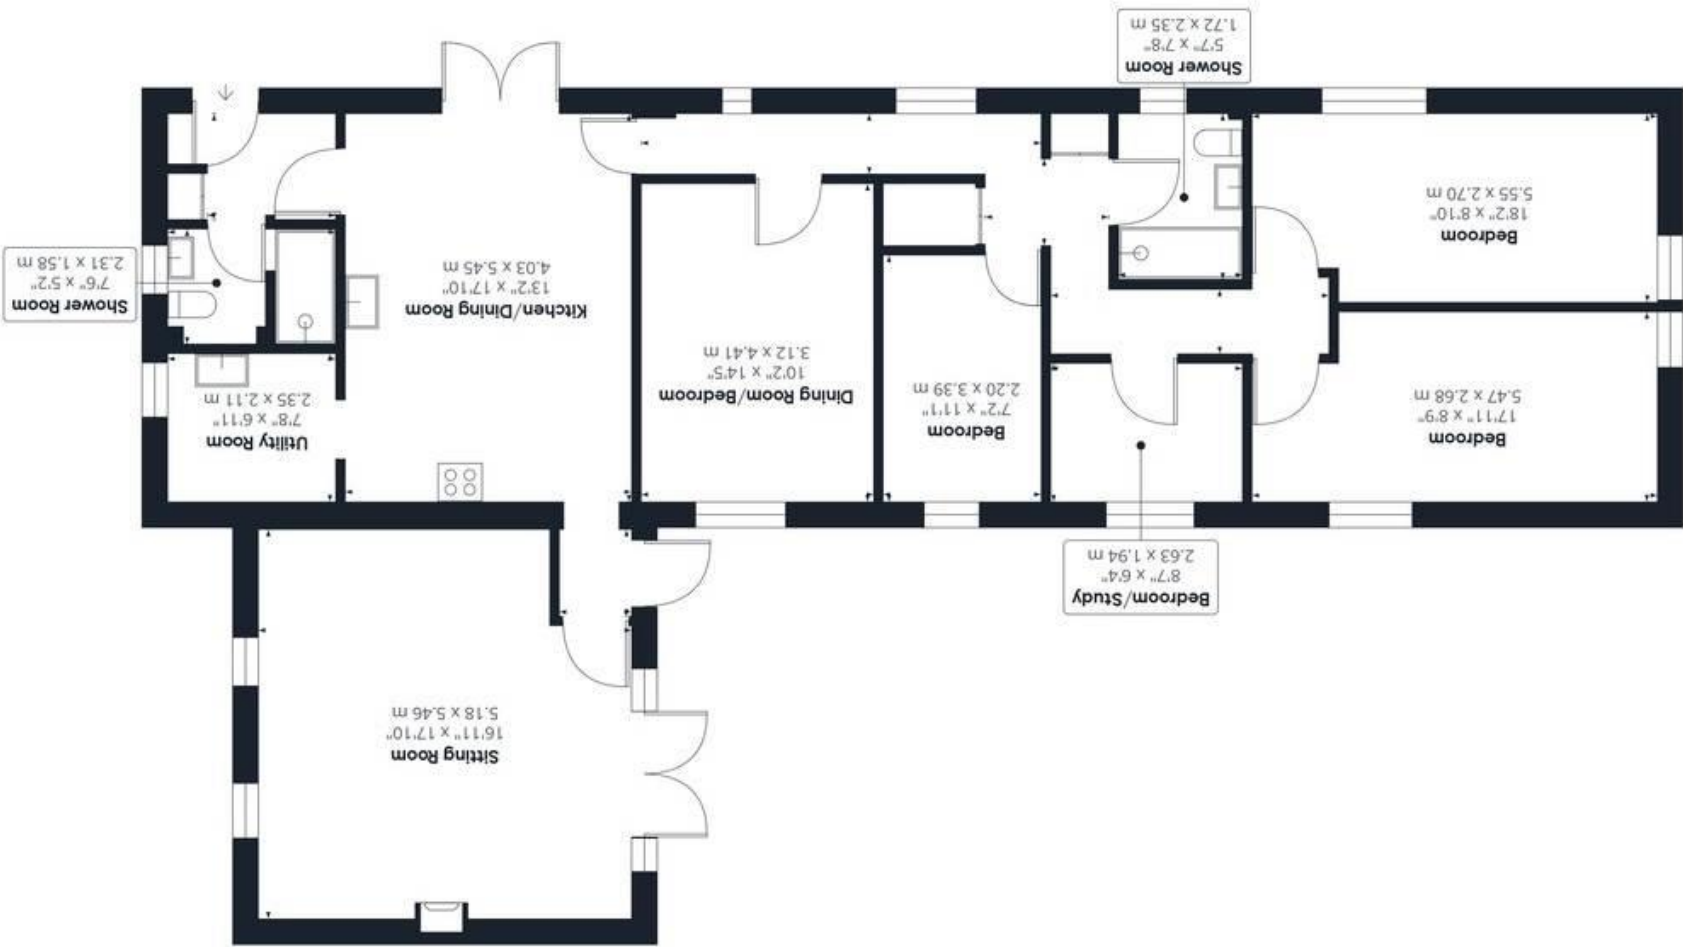 Sitting Room
16'11" x 17'10"
5.18 x 5.46 m
Bedroom/Study
8'7" x 6'4"
2.63 x 1.94 m
Bedroom
17'11" x 8'9"
5.47 x 2.68 m
Bedroom
7'2" x 11'1"
2.20 x 3.39 m
Dining Room/Bedroom
10'2" x 14'5"
3.12 x 4.41 m
Utility Room
7'8" x 6'11"
2.35 x 2.11 m
Kitchen/Dining Room
13'2" x 17'10"
4.03 x 5.45 m
Shower Room
7'6" x 5'2"
2.31 x 1.58 m
Bedroom
18'2" x 8'10"
5.55 x 2.70 m
Shower Room
5'7" x 7'8"
1.72 x 2.35 m